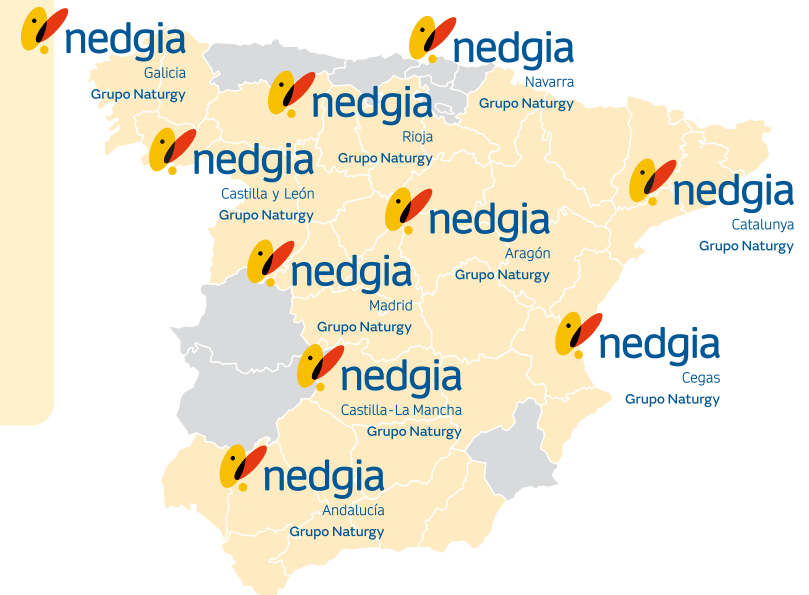 nedgia
Galicia
Grupo Naturgy
nedgia
Navarra
Grupo Naturgy
nedgia
Rioja
Grupo Naturgy
nedgia
Castilla y León
Grupo Naturgy
nedgia
Catalunya
Grupo Naturgy
nedgia
Aragón
Grupo Naturgy
nedgia
Madrid
Grupo Naturgy
nedgia
Cegas
Grupo Naturgy
nedgia
Castilla-La Mancha
Grupo Naturgy
nedgia
Andalucía
Grupo Naturgy